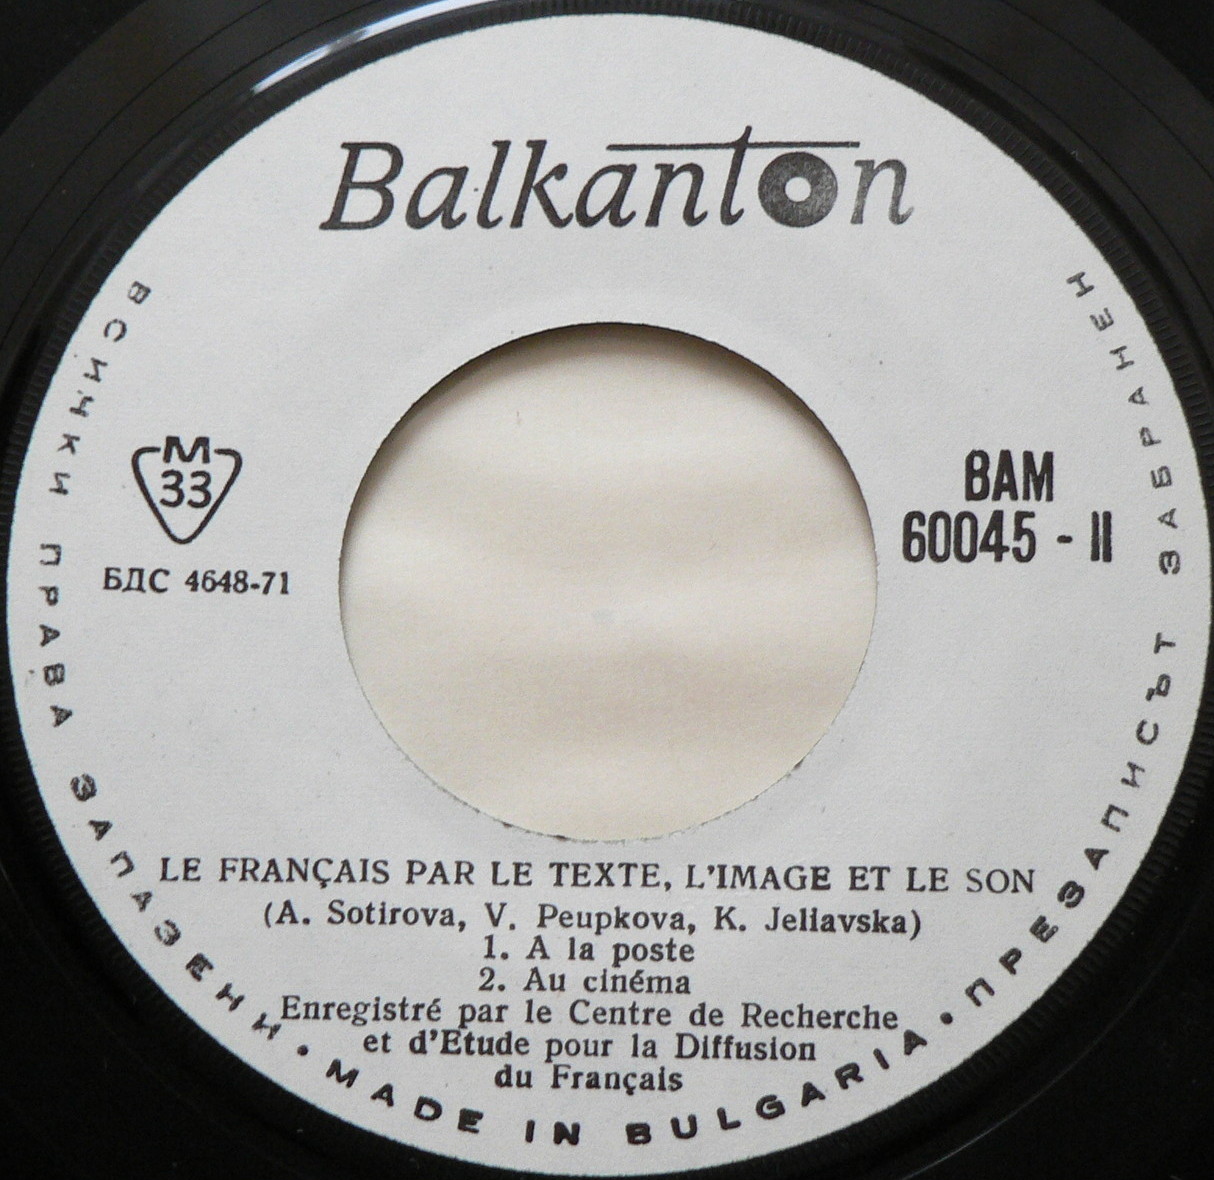 Balkanton
M
33
БДС 4648-71
BAM
60045 - II
LE FRANÇAIS PAR LE TEXTE, L'IMAGE ET LE SON
(A. Sotirova, V. Peupkova, K. Jeliavska)
1. A la poste
2. Au cinéma
Enregistré par le Centre de Recherche
et d'Etude pour la Diffusion
du Français
ВСИЧКИ ПРАВА ЗАПАЗЕНИ • MADE IN BULGARIA • ПРЕЗАПИСЪТ ЗАБРАНЕН